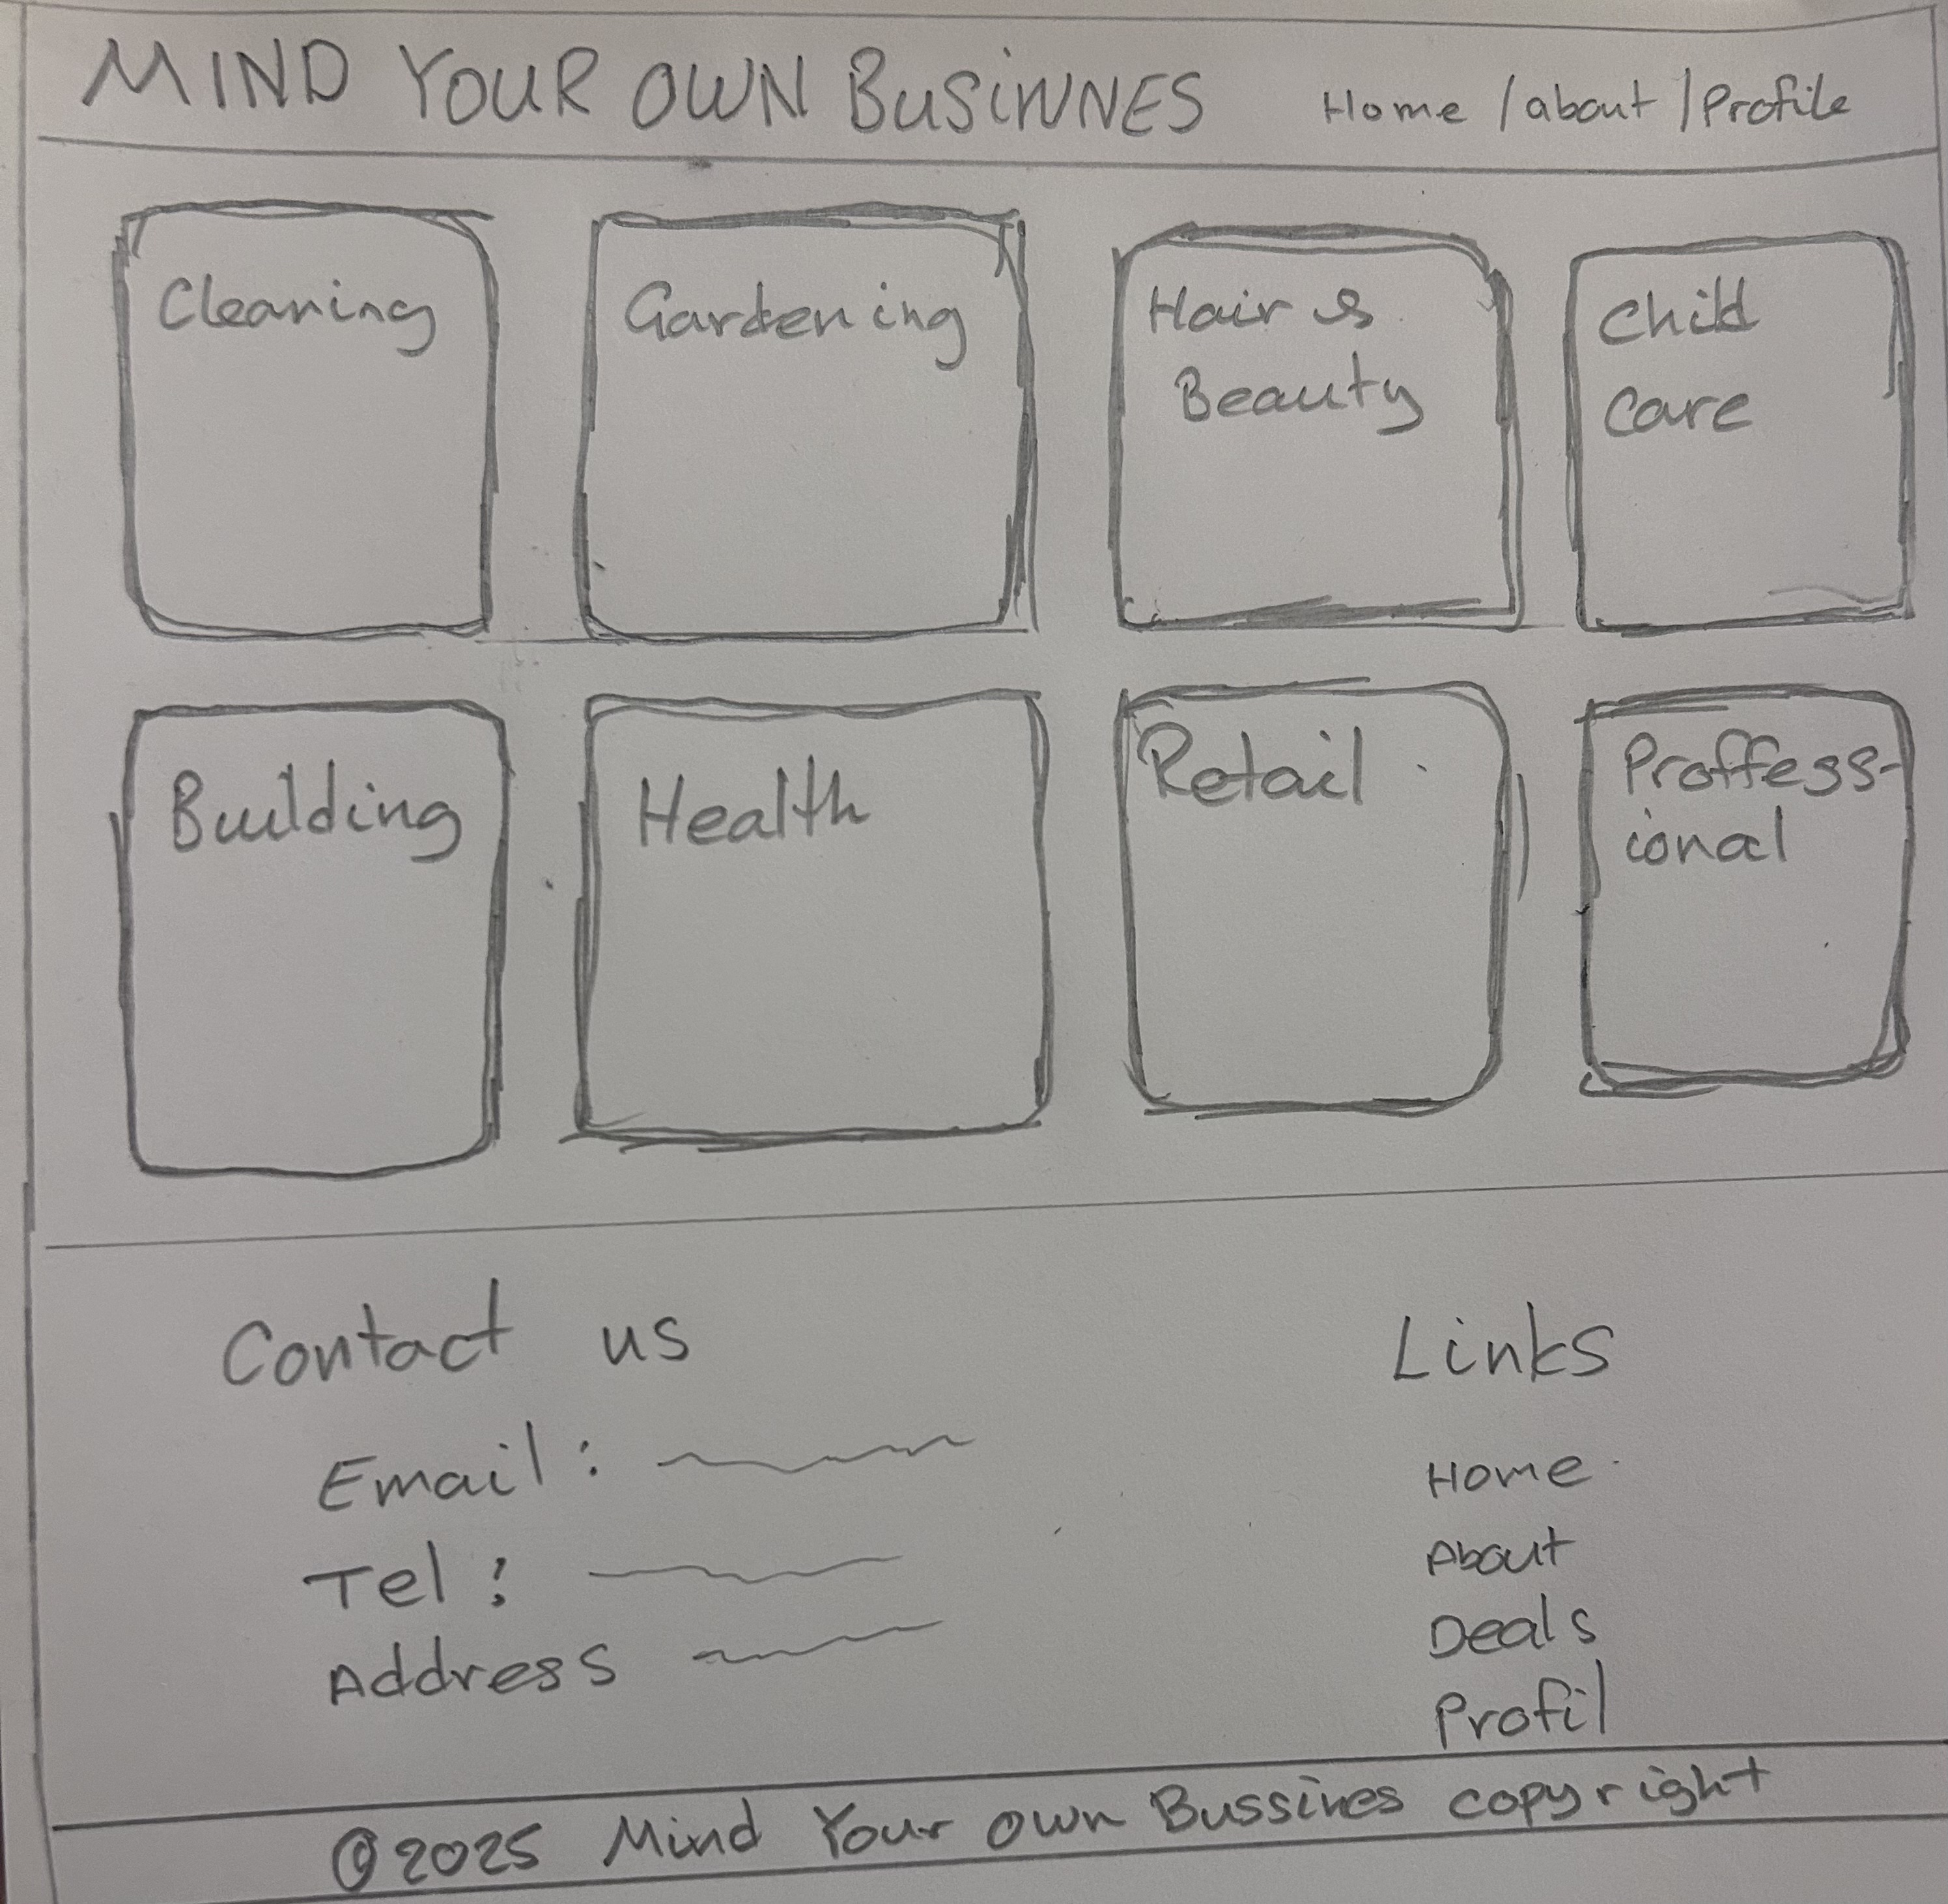 MIND YOUR OWN BUSINNES Home / about / Profile
Cleaning Gardening Hair & Child
Beauty care
Building Health Retail Proffess-
ional
Contact us Links
Email : Home
Tel : About
Address Deals
Profil
©2025 Mind Your own Bussines copyright